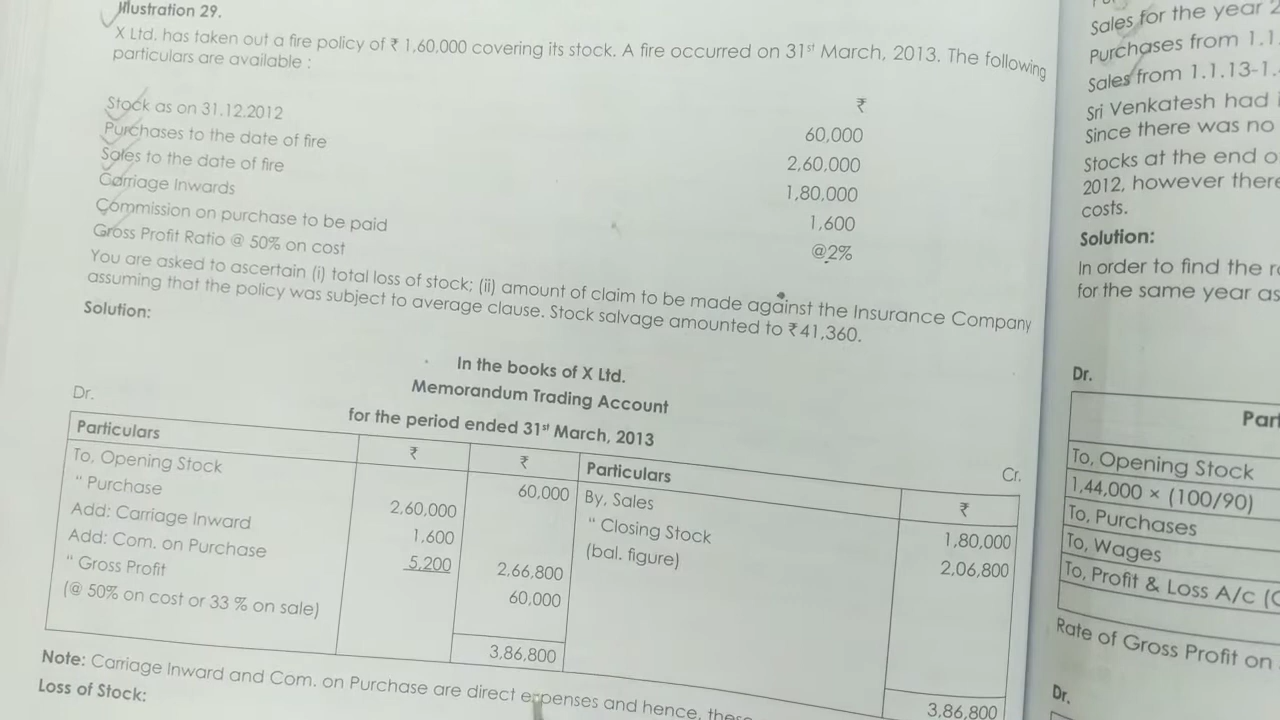 Illustration 29.
X Ltd. has taken out a fire policy of ₹ 1,60,000 covering its stock. A fire occurred on 31st March, 2013. The following
particulars are available :
₹
Stock as on 31.12.2012 60,000
Purchases to the date of fire 2,60,000
Sales to the date of fire 1,80,000
Carriage Inwards 1,600
Commission on purchase to be paid @2%
Gross Profit Ratio @ 50% on cost
You are asked to ascertain (i) total loss of stock; (ii) amount of claim to be made against the Insurance Company
assuming that the policy was subject to average clause. Stock salvage amounted to ₹41,360.
Solution:
In the books of X Ltd.
Memorandum Trading Account
for the period ended 31st March, 2013
Dr. Cr.
Particulars ₹ ₹ Particulars ₹
To, Opening Stock 60,000 By, Sales 1,80,000
" Purchase 2,60,000 " Closing Stock 2,06,800
Add: Carriage Inward 1,600 (bal. figure)
Add: Com. on Purchase 5,200 2,66,800
" Gross Profit 60,000
(@ 50% on cost or 33 % on sale)
3,86,800 3,86,800
Note: Carriage Inward and Com. on Purchase are direct expenses and hence,
Loss of Stock:
Sales for the year
Purchases from 1.1.
Sales from 1.1.13-1.
Sri Venkatesh had
Since there was no
Stocks at the end o
2012, however there
costs.
Solution:
In order to find the r
for the same year as
Dr.
Part
To, Opening Stock
1,44,000 × (100/90)
To, Purchases
To, Wages
To, Profit & Loss A/c (
Rate of Gross Profit on
Dr.